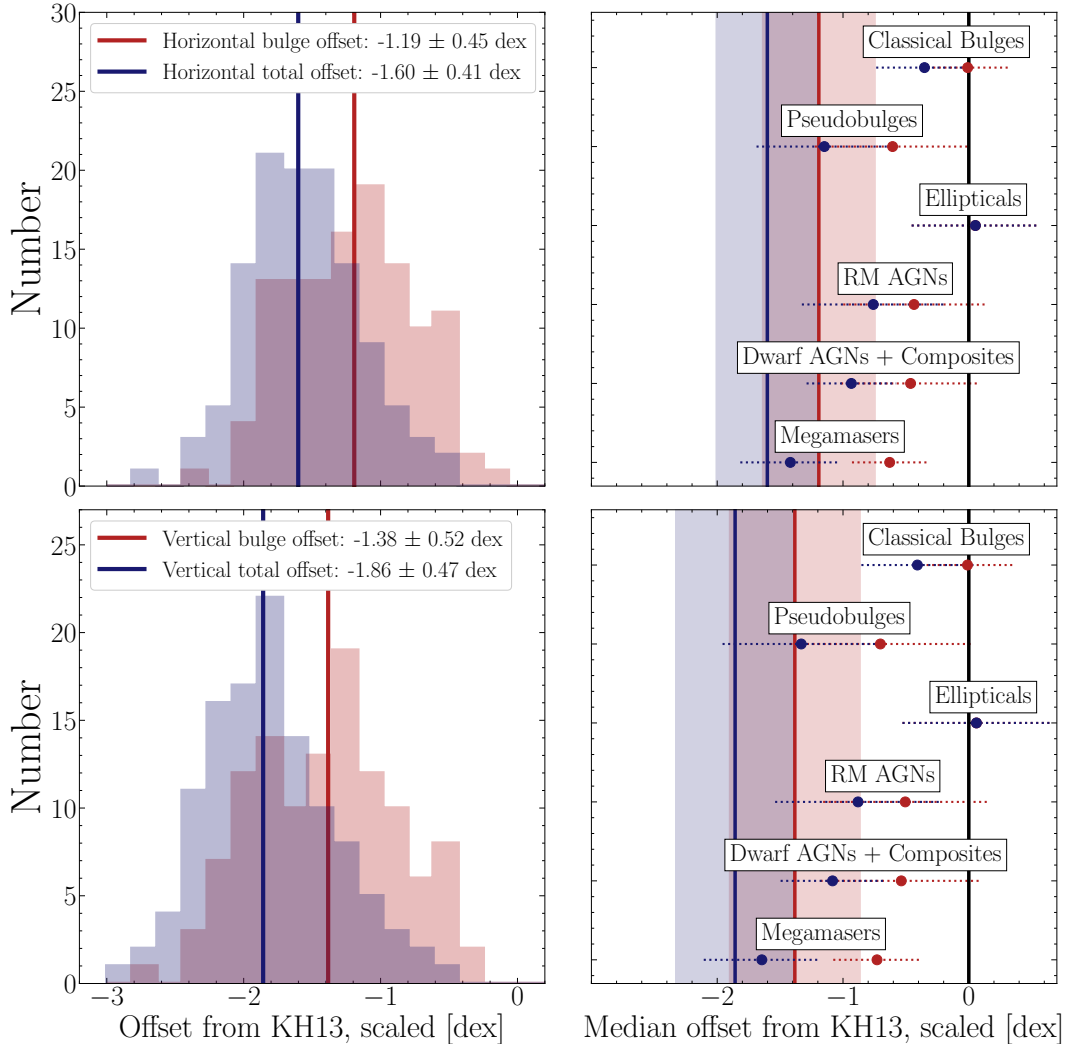 30
25
20
15
10
5
0
Number
Horizontal bulge offset: -1.19 ± 0.45 dex
Horizontal total offset: -1.60 ± 0.41 dex
Classical Bulges
Pseudobulges
Ellipticals
RM AGNs
Dwarf AGNs + Composites
Megamasers
25
20
15
10
5
0
Number
Vertical bulge offset: -1.38 ± 0.52 dex
Vertical total offset: -1.86 ± 0.47 dex
−3 −2 −1 0
Offset from KH13, scaled [dex]
Classical Bulges
Pseudobulges
Ellipticals
RM AGNs
Dwarf AGNs + Composites
Megamasers
−2 −1 0
Median offset from KH13, scaled [dex]